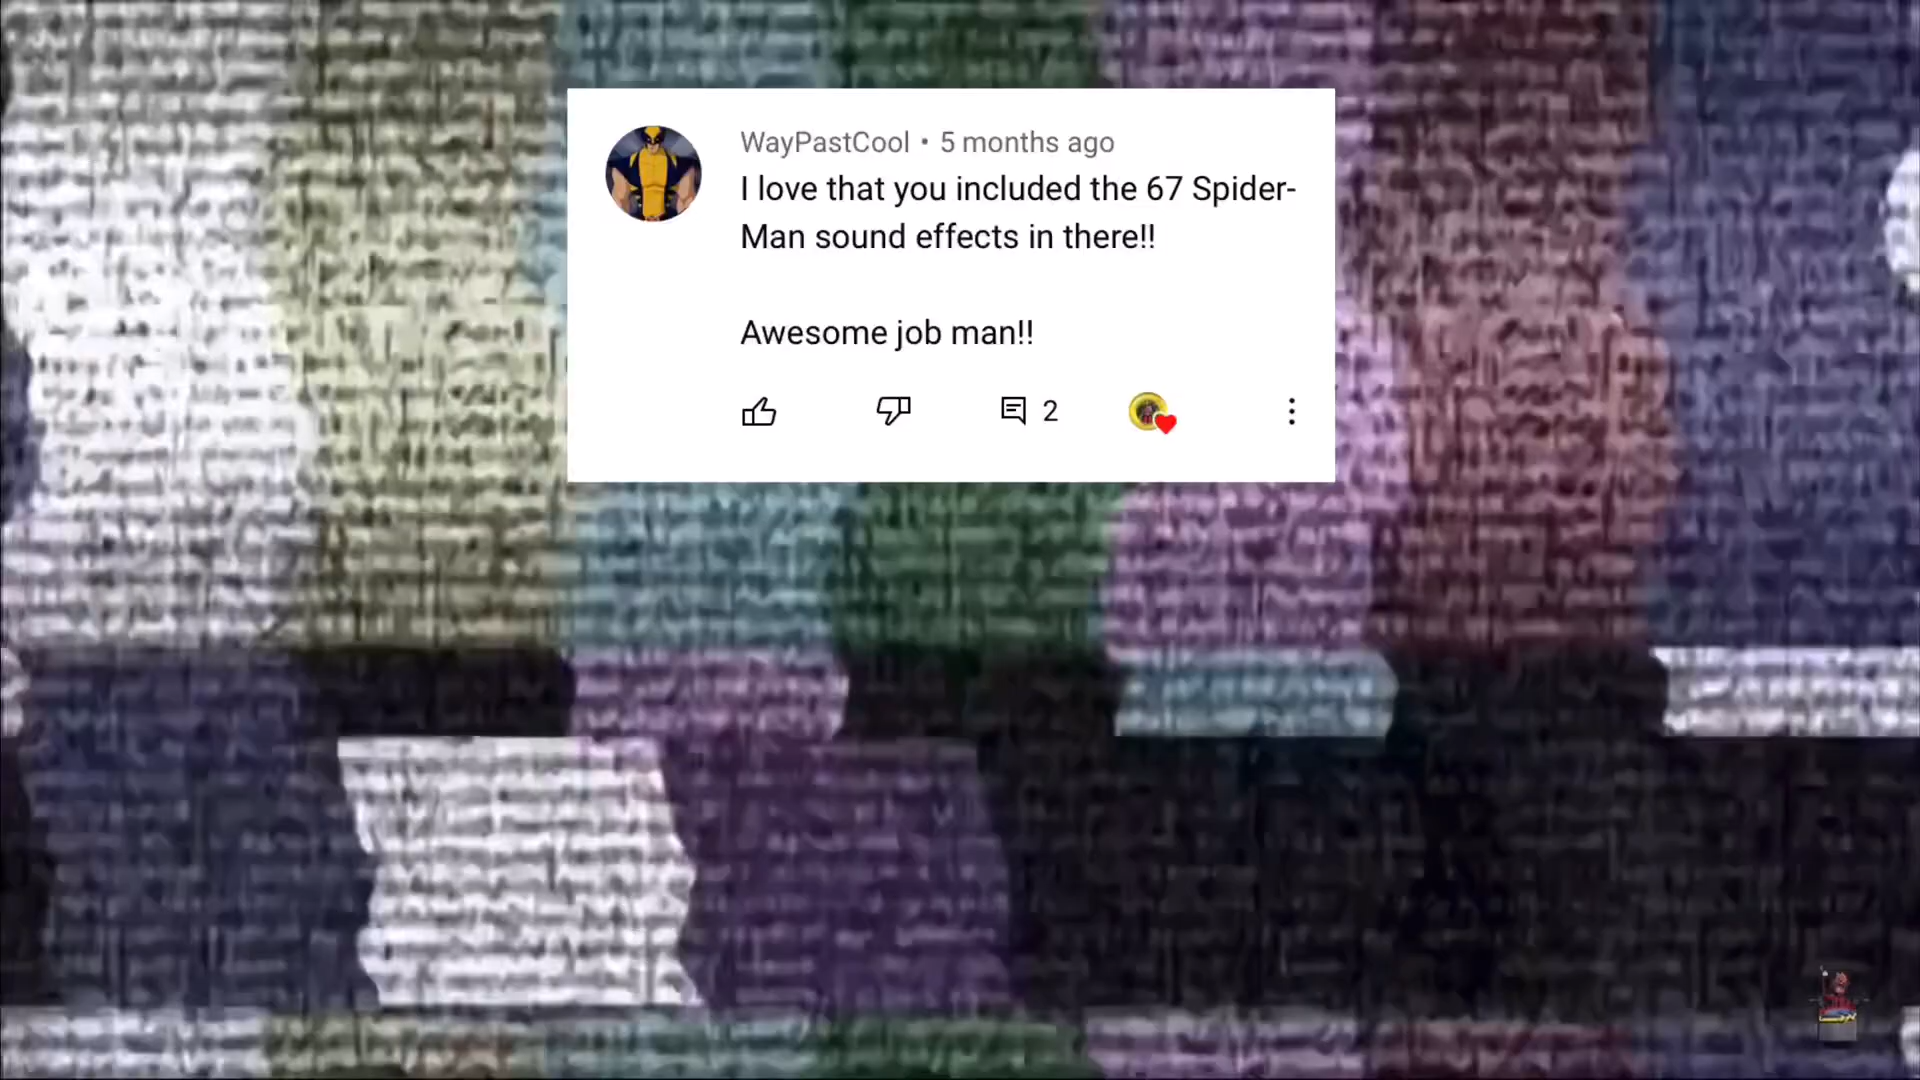 WayPastCool • 5 months ago
I love that you included the 67 Spider-
Man sound effects in there!!
Awesome job man!!
2